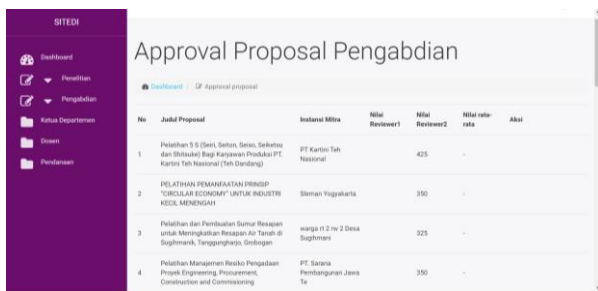 SITEDI
Dashboard
Penelitian
Pengabdian
Ketua Departemen
Dosen
Pendanaan
Approval Proposal Pengabdian
Dashboard / Approval proposal
No Judul Proposal Instansi Mitra Nilai Reviewer1 Nilai Reviewer2 Nilai rata-rata Aksi
1 Pelatihan 5 S (Seiri, Seiton, Seiso, Seiketsu
dan Shitsuke) Bagi Karyawan Produksi PT.
Kartini Teh Nasional (Teh Dandang)
PT Kartini Teh
Nasional
425 -
2 PELATIHAN PEMANFAATAN PRINSIP
"CIRCULAR ECONOMY" UNTUK INDUSTRI
KECIL MENENGAH
Sleman Yogyakarta
350 -
3 Pelatihan dan Pembuatan Sumur Resapan
untuk Meningkatkan Resapan Air Tanah di
Sugihmanik, Tanggungharjo, Grobogan
warga rt 2 rw 2 Desa
Sugihmani
325 -
4 Pelatihan Manajemen Resiko Pengadaan
Proyek Engineering, Procurement,
Construction and Commisioning
PT. Sarana
Pembangunan Jawa
Te
350 -